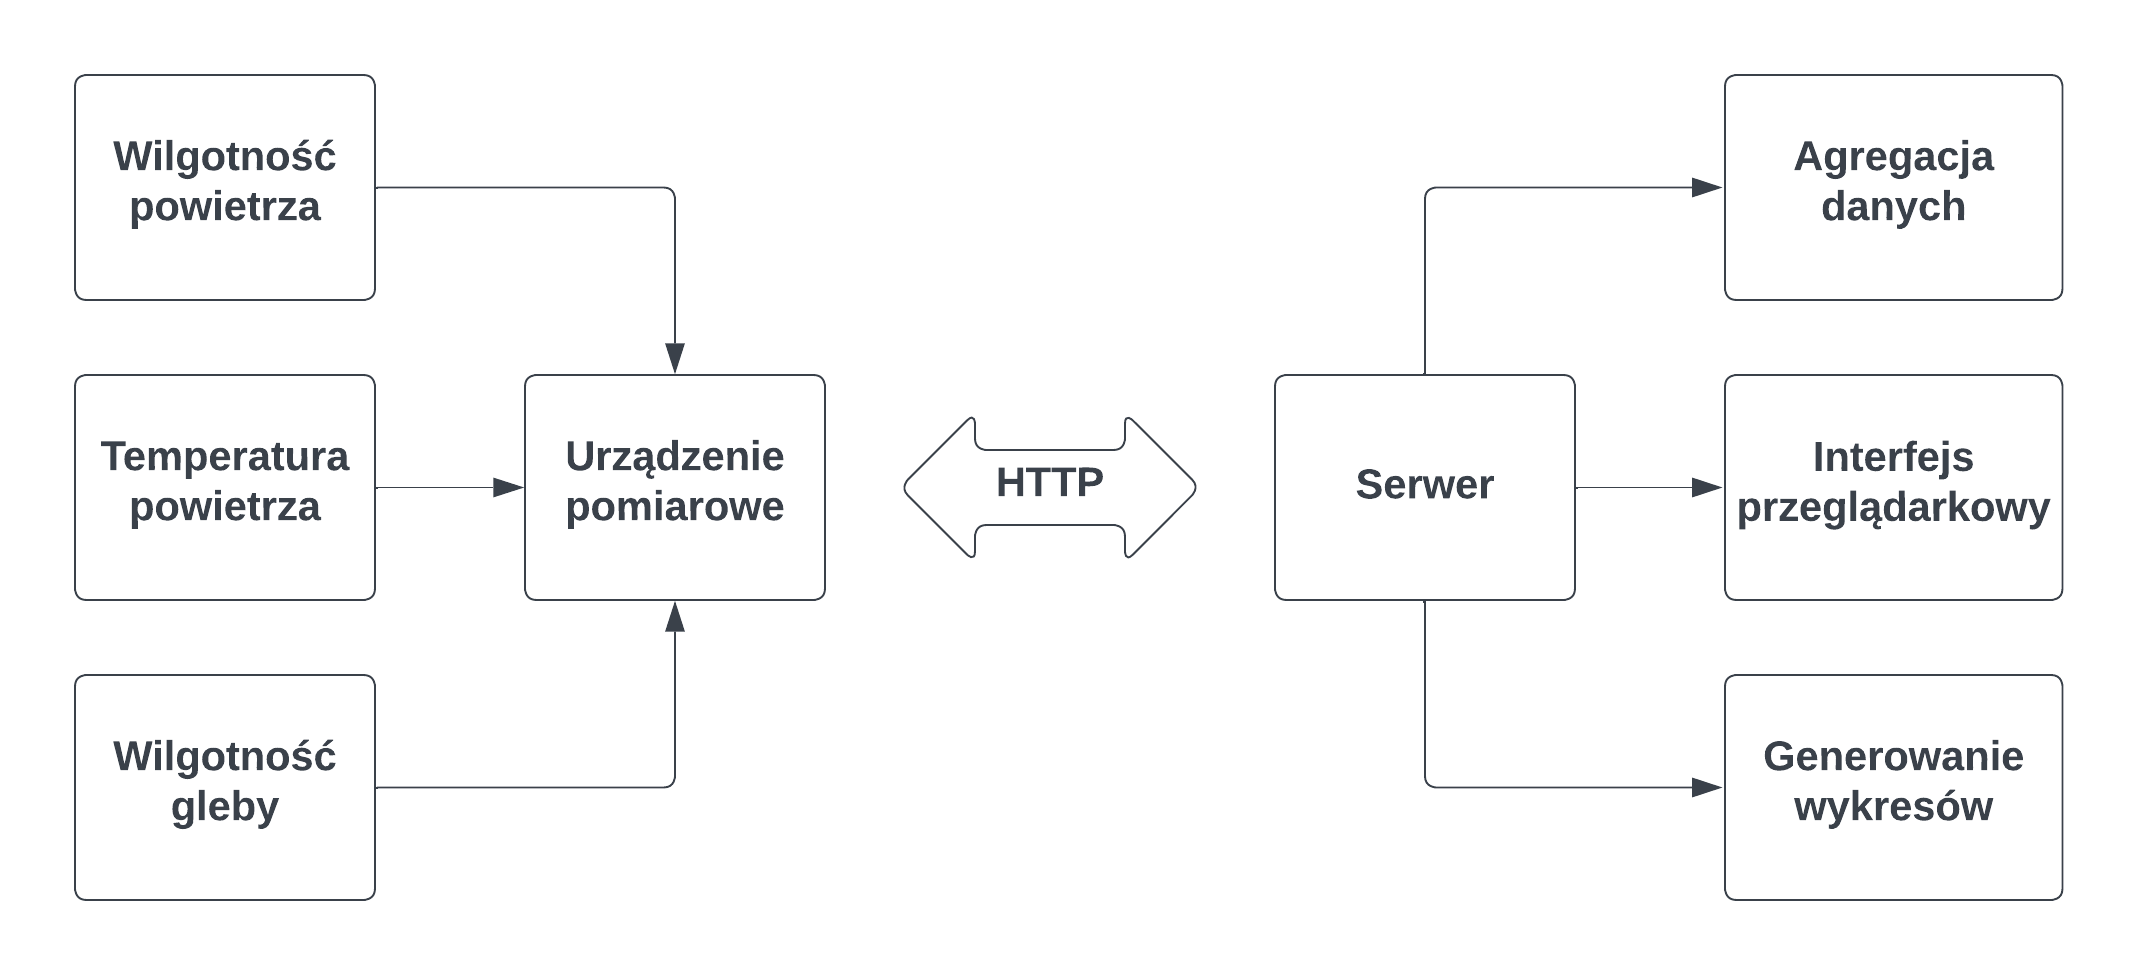 Wilgotność
powietrza
Temperatura
powietrza
Wilgotność
gleby
Urządzenie
pomiarowe
HTTP
Serwer
Agregacja
danych
Interfejs
przeglądarkowy
Generowanie
wykresów